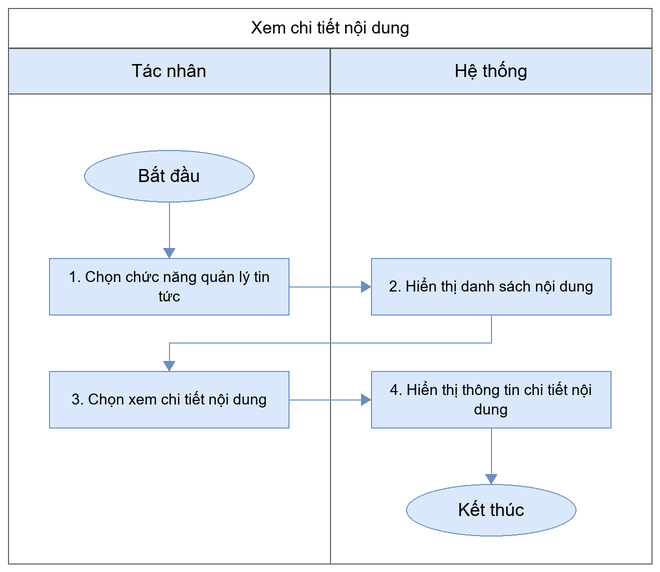 Xem chi tiết nội dung
Tác nhân
Hệ thống
Bắt đầu
1. Chọn chức năng quản lý tin
tức
2. Hiển thị danh sách nội dung
3. Chọn xem chi tiết nội dung
4. Hiển thị thông tin chi tiết nội
dung
Kết thúc